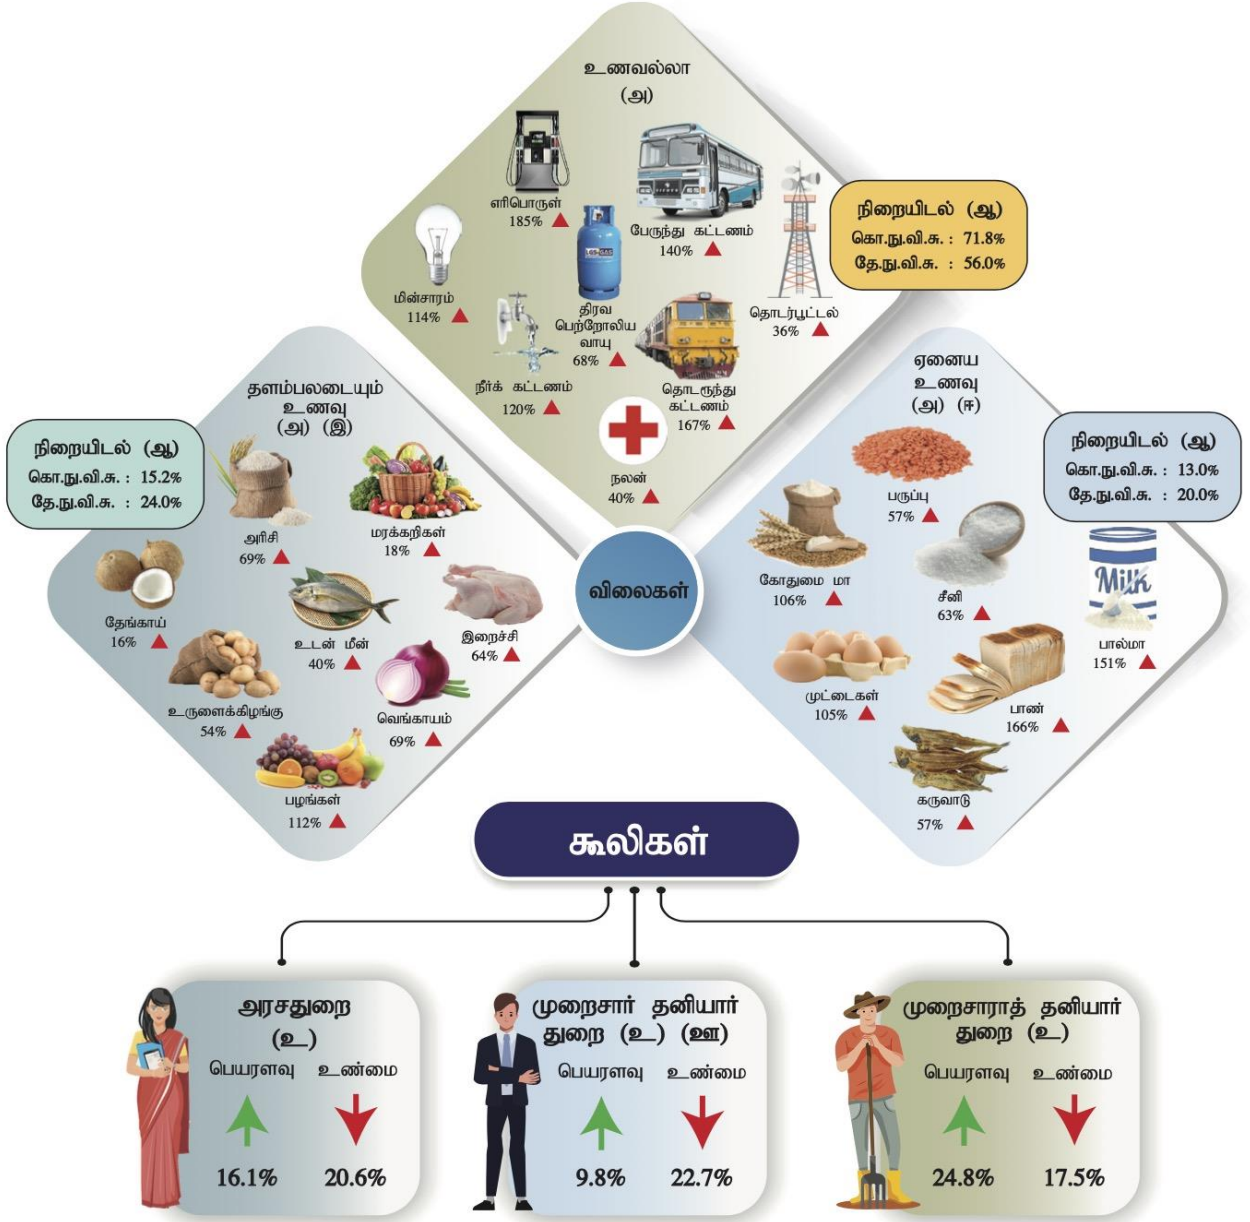 உணவல்லா
(அ)
எரிபொருள்
185%
பேருந்து கட்டணம்
140%
மின்சாரம்
114%
நீர்க் கட்டணம்
120%
LGS-GAS
திரவ
பெற்றோலிய
வாயு
68%
தொடரூந்து
கட்டணம்
167%
தொடர்பூட்டல்
36%
நலன்
40%
நிறையிடல் (ஆ)
கொ.நு.வி.சு. : 71.8%
தே.நு.வி.சு. : 56.0%
தளம்பலடையும்
உணவு
(அ) (இ)
நிறையிடல் (ஆ)
கொ.நு.வி.சு. : 15.2%
தே.நு.வி.சு. : 24.0%
அரிசி
69%
மரக்கறிகள்
18%
தேங்காய்
16%
உடன் மீன்
40%
இறைச்சி
64%
உருளைக்கிழங்கு
54%
வெங்காயம்
69%
பழங்கள்
112%
விலைகள்
ஏனைய
உணவு
(அ) (ஈ)
நிறையிடல் (ஆ)
கொ.நு.வி.சு. : 13.0%
தே.நு.வி.சு. : 20.0%
பருப்பு
57%
கோதுமை மா
106%
சீனி
63%
Milk
பால்மா
151%
முட்டைகள்
105%
பாண்
166%
கருவாடு
57%
கூலிகள்
அரசதுறை
(உ)
பெயரளவு உண்மை
16.1% 20.6%
முறைசார் தனியார்
துறை (உ) (ஊ)
பெயரளவு உண்மை
9.8% 22.7%
முறைசாராத் தனியார்
துறை (உ)
பெயரளவு உண்மை
24.8% 17.5%